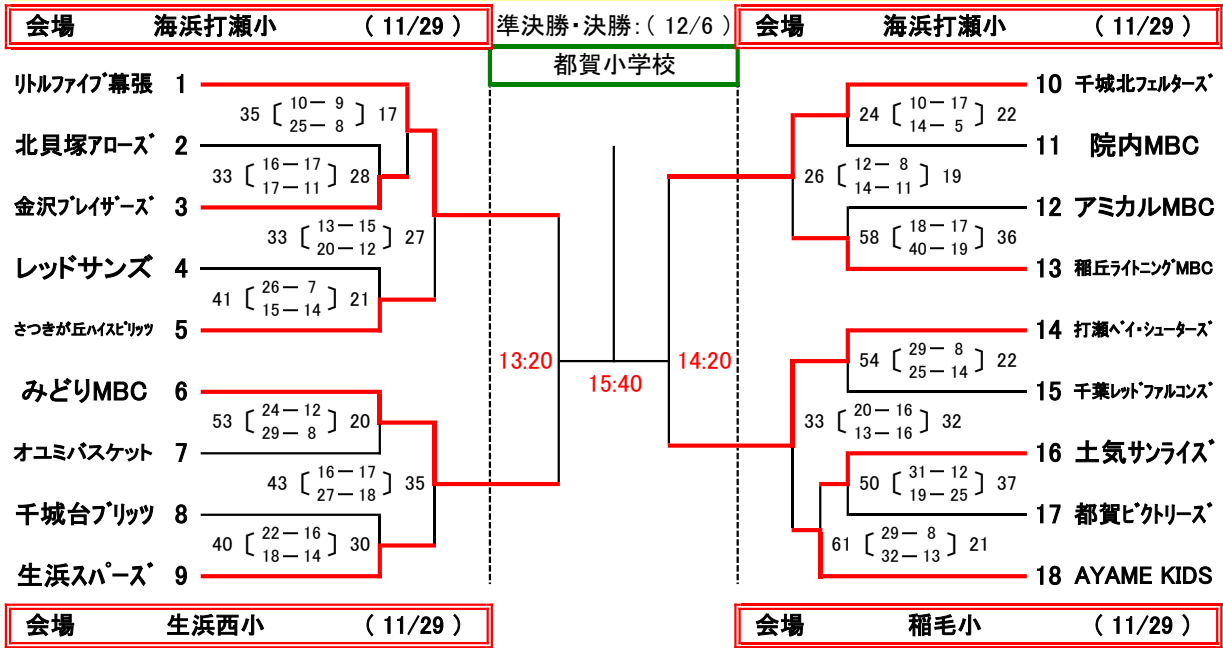 会場 海浜打瀬小 ( 11/29 )
準決勝・決勝:( 12/6 )
都賀小学校
会場 海浜打瀬小 ( 11/29 )
リトルファイブ幕張 1
35 〔 10－ 9 〕 17
25－ 8
北貝塚アローズ 2
33 〔 16－17 〕 28
17－11
金沢ブレイザーズ 3
33 〔 13－15 〕 27
20－12
レッドサンズ 4
41 〔 26－ 7 〕 21
15－14
さつきが丘ハイスピリッツ 5
みどりMBC 6
53 〔 24－12 〕 20
29－ 8
オユミバスケット 7
43 〔 16－17 〕 35
27－18
千城台ブリッツ 8
40 〔 22－16 〕 30
18－14
生浜スパーズ 9
13:20
15:40
14:20
10 千城北フェルターズ
24 〔 10－17 〕 22
14－ 5
11 院内MBC
26 〔 12－ 8 〕 19
14－11
12 アミカルMBC
58 〔 18－17 〕 36
40－19
13 稲丘ライトニングMBC
14 打瀬ベイ・シューターズ
54 〔 29－ 8 〕 22
25－14
15 千葉レッドファルコンズ
33 〔 20－16 〕 32
13－16
16 土気サンライズ
50 〔 31－12 〕 37
19－25
17 都賀ビクトリーズ
61 〔 29－ 8 〕 21
32－13
18 AYAME KIDS
会場 生浜西小 ( 11/29 )
会場 稲毛小 ( 11/29 )